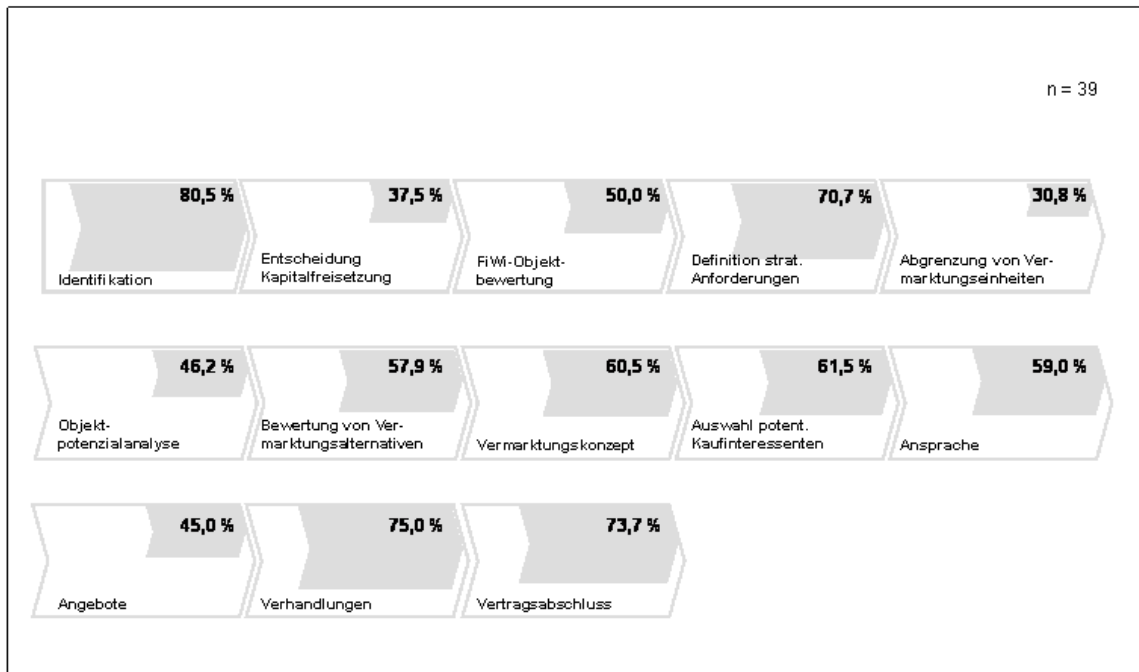 n = 39
80,5 %
Identifikation
37,5 %
Entscheidung
Kapitalfreisetzung
50,0 %
FiWi-Objekt-
bewertung
70,7 %
Definition strat.
Anforderungen
30,8 %
Abgrenzung von Ver-
marktungseinheiten
46,2 %
Objekt-
potenzialanalyse
57,9 %
Bewertung von Ver-
marktungsalternativen
60,5 %
Vermarktungskonzept
61,5 %
Auswahl potent.
Kaufinteressenten
59,0 %
Ansprache
45,0 %
Angebote
75,0 %
Verhandlungen
73,7 %
Vertragsabschluss